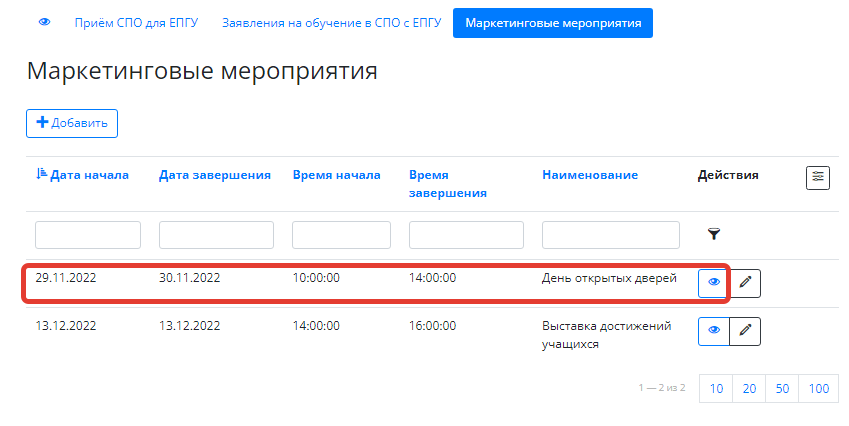 Приём СПО для ЕПГУ Заявления на обучение в СПО с ЕПГУ Маркетинговые мероприятия
Маркетинговые мероприятия
Добавить
Дата начала Дата завершения Время начала Время завершения Наименование Действия
29.11.2022 30.11.2022 10:00:00 14:00:00 День открытых дверей
13.12.2022 13.12.2022 14:00:00 16:00:00 Выставка достижений
учащихся
1 — 2 из 2 10 20 50 100